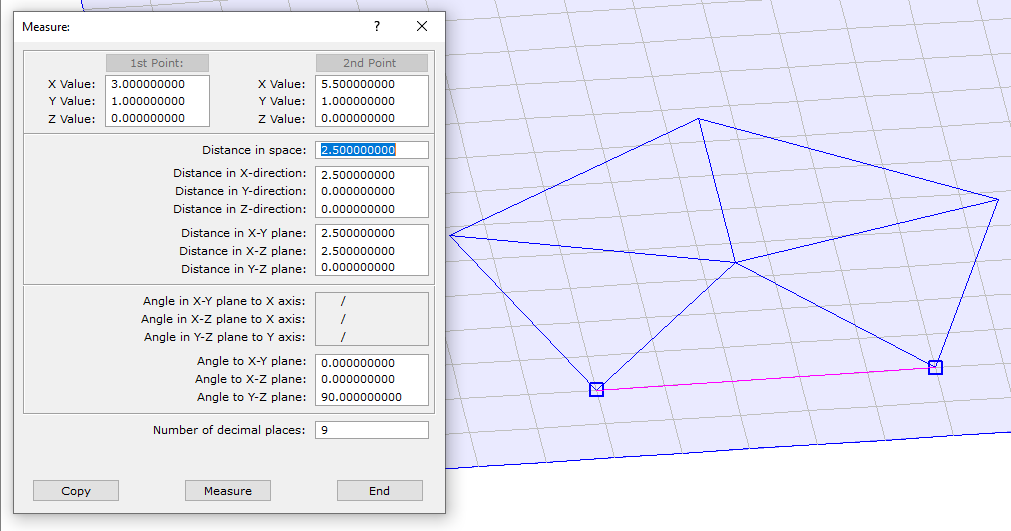 Measure: ? ×
1st Point: 2nd Point
X Value: 3.000000000 X Value: 5.500000000
Y Value: 1.000000000 Y Value: 1.000000000
Z Value: 0.000000000 Z Value: 0.000000000
Distance in space: 2.500000000
Distance in X-direction: 2.500000000
Distance in Y-direction: 0.000000000
Distance in Z-direction: 0.000000000
Distance in X-Y plane: 2.500000000
Distance in X-Z plane: 2.500000000
Distance in Y-Z plane: 0.000000000
Angle in X-Y plane to X axis: /
Angle in X-Z plane to X axis: /
Angle in Y-Z plane to Y axis: /
Angle to X-Y plane: 0.000000000
Angle to X-Z plane: 0.000000000
Angle to Y-Z plane: 90.000000000
Number of decimal places: 9
Copy Measure End